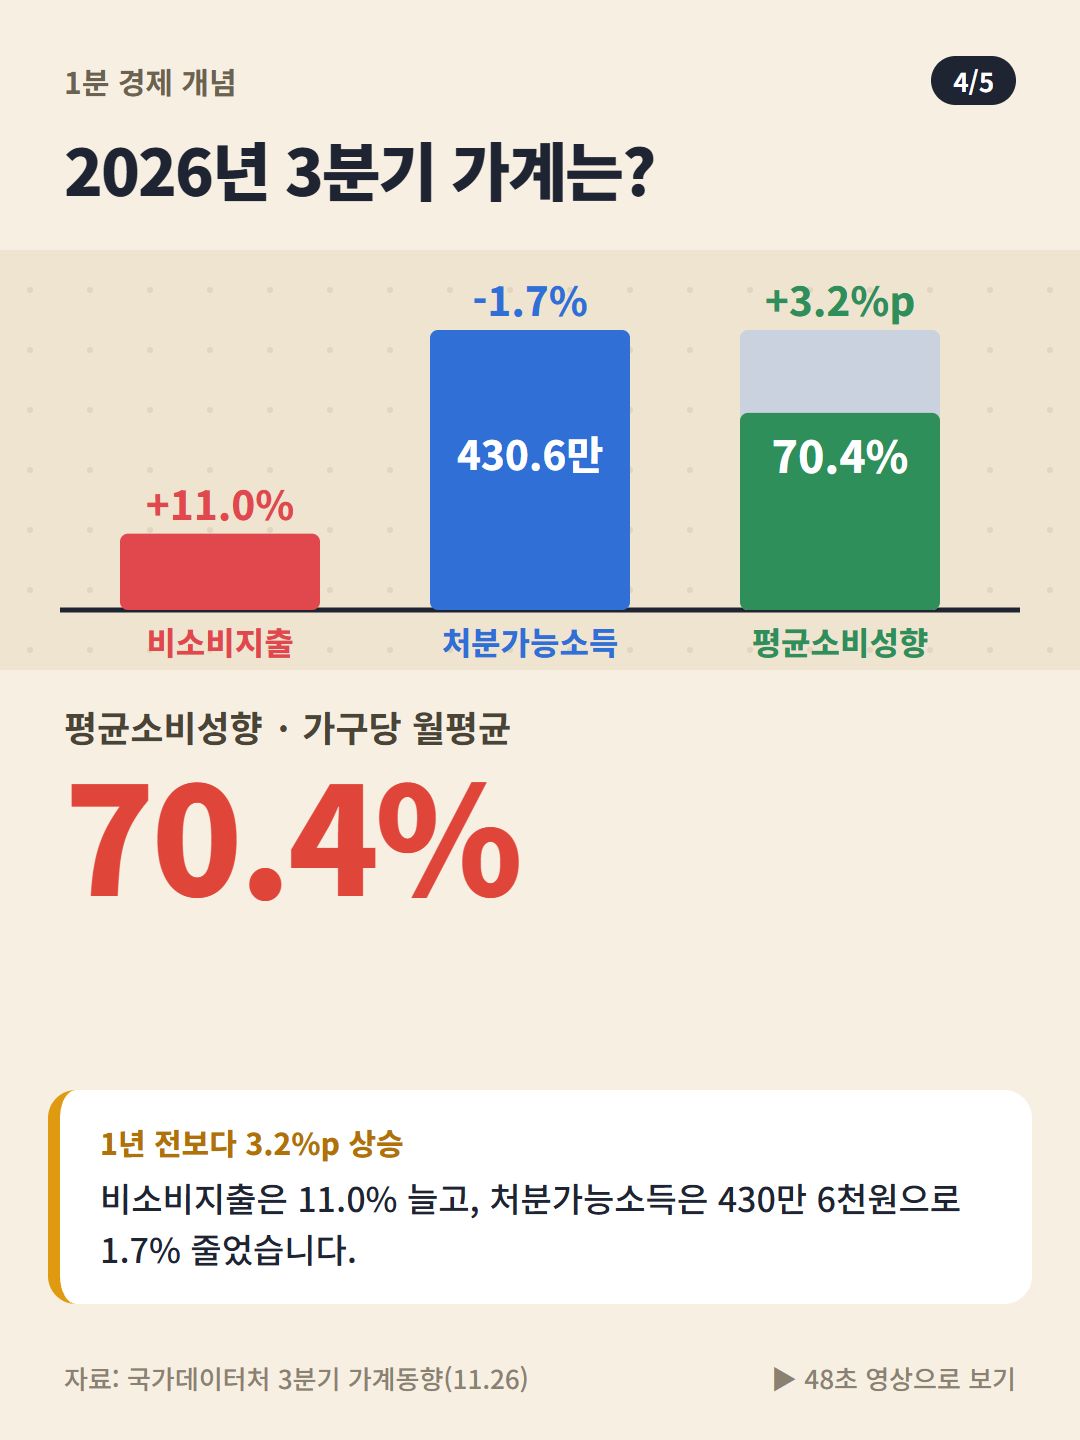 1분 경제 개념
4/5
2026년 3분기 가계는?
-1.7%
+3.2%p
430.6만
70.4%
+11.0%
비소비지출
처분가능소득
평균소비성향
평균소비성향 · 가구당 월평균
70.4%
1년 전보다 3.2%p 상승
비소비지출은 11.0% 늘고, 처분가능소득은 430만 6천원으로
1.7% 줄었습니다.
자료: 국가데이터처 3분기 가계동향(11.26)
▶ 48초 영상으로 보기